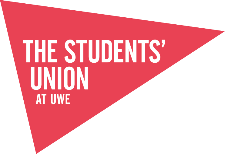 THE STUDENTS'
UNION
AT UWE